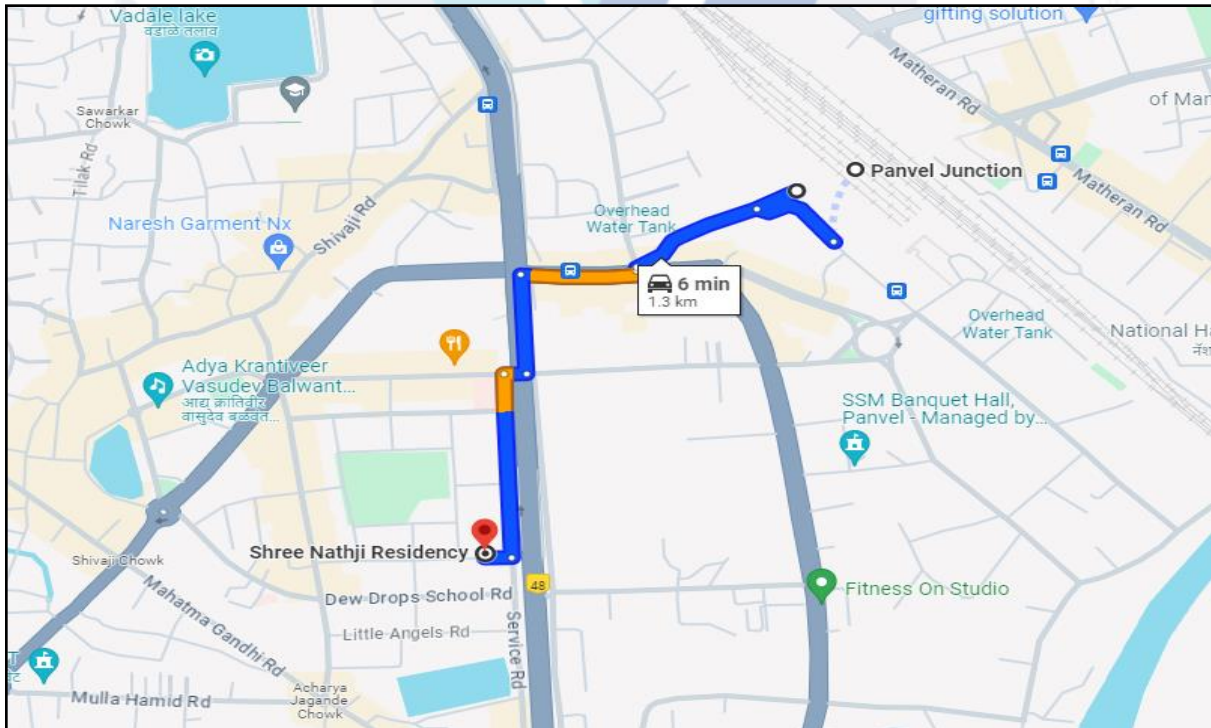 Vadale lake
वडाळे तलाव
gifting solution
Matheran Rd
of Mar
Sawarkar
Chowk
Tilak Rd
Panvel Junction
Matheran Rd
Naresh Garment Nx
Shivaji Rd
Overhead
Water Tank
6 min
1.3 km
Overhead
Water Tank
National Ha
नॅश
Adya Krantiveer
Vasudev Balwant...
आद्य क्रांतिवीर
वासुदेव बळवंत...
SSM Banquet Hall,
Panvel - Managed by...
Shree Nathji Residency
Shivaji Chowk
48
Fitness On Studio
Dew Drops School Rd
Mahatma Gandhi Rd
Little Angels Rd
Service Rd
Mulla Hamid Rd
Acharya
Jagande
Chowk